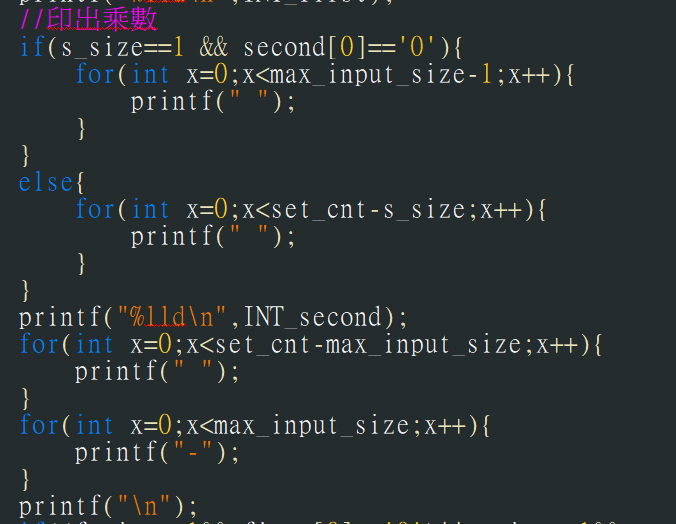 //印出乘數
if(s_size==1 && second[0]=='0'){
    for(int x=0;x<max_input_size-1;x++){
        printf(" ");
    }
}
else{
    for(int x=0;x<set_cnt-s_size;x++){
        printf(" ");
    }
}
printf("%lld\n",INT_second);
for(int x=0;x<set_cnt-max_input_size;x++){
    printf(" ");
}
for(int x=0;x<max_input_size;x++){
    printf("-");
}
printf("\n");